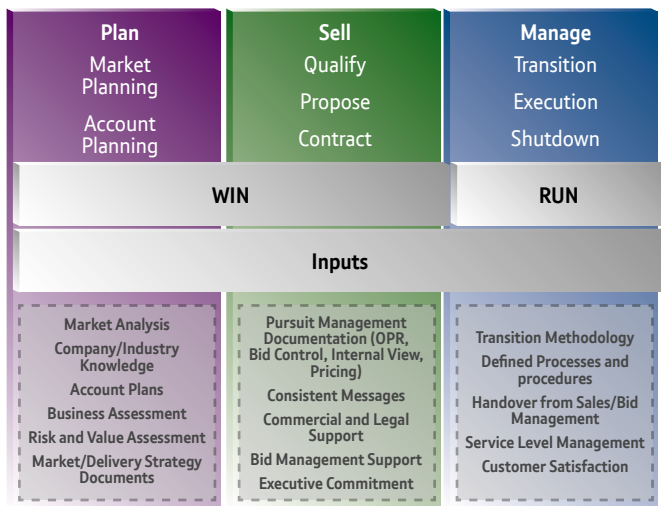 Plan
Market
Planning
Account
Planning
Sell
Qualify
Propose
Contract
Manage
Transition
Execution
Shutdown
WIN
RUN
Inputs
Market Analysis
Company/Industry
Knowledge
Account Plans
Business Assessment
Risk and Value Assessment
Market/Delivery Strategy
Documents
Pursuit Management
Documentation (OPR,
Bid Control, Internal View,
Pricing)
Consistent Messages
Commercial and Legal
Support
Bid Management Support
Executive Commitment
Transition Methodology
Defined Processes and
procedures
Handover from Sales/Bid
Management
Service Level Management
Customer Satisfaction